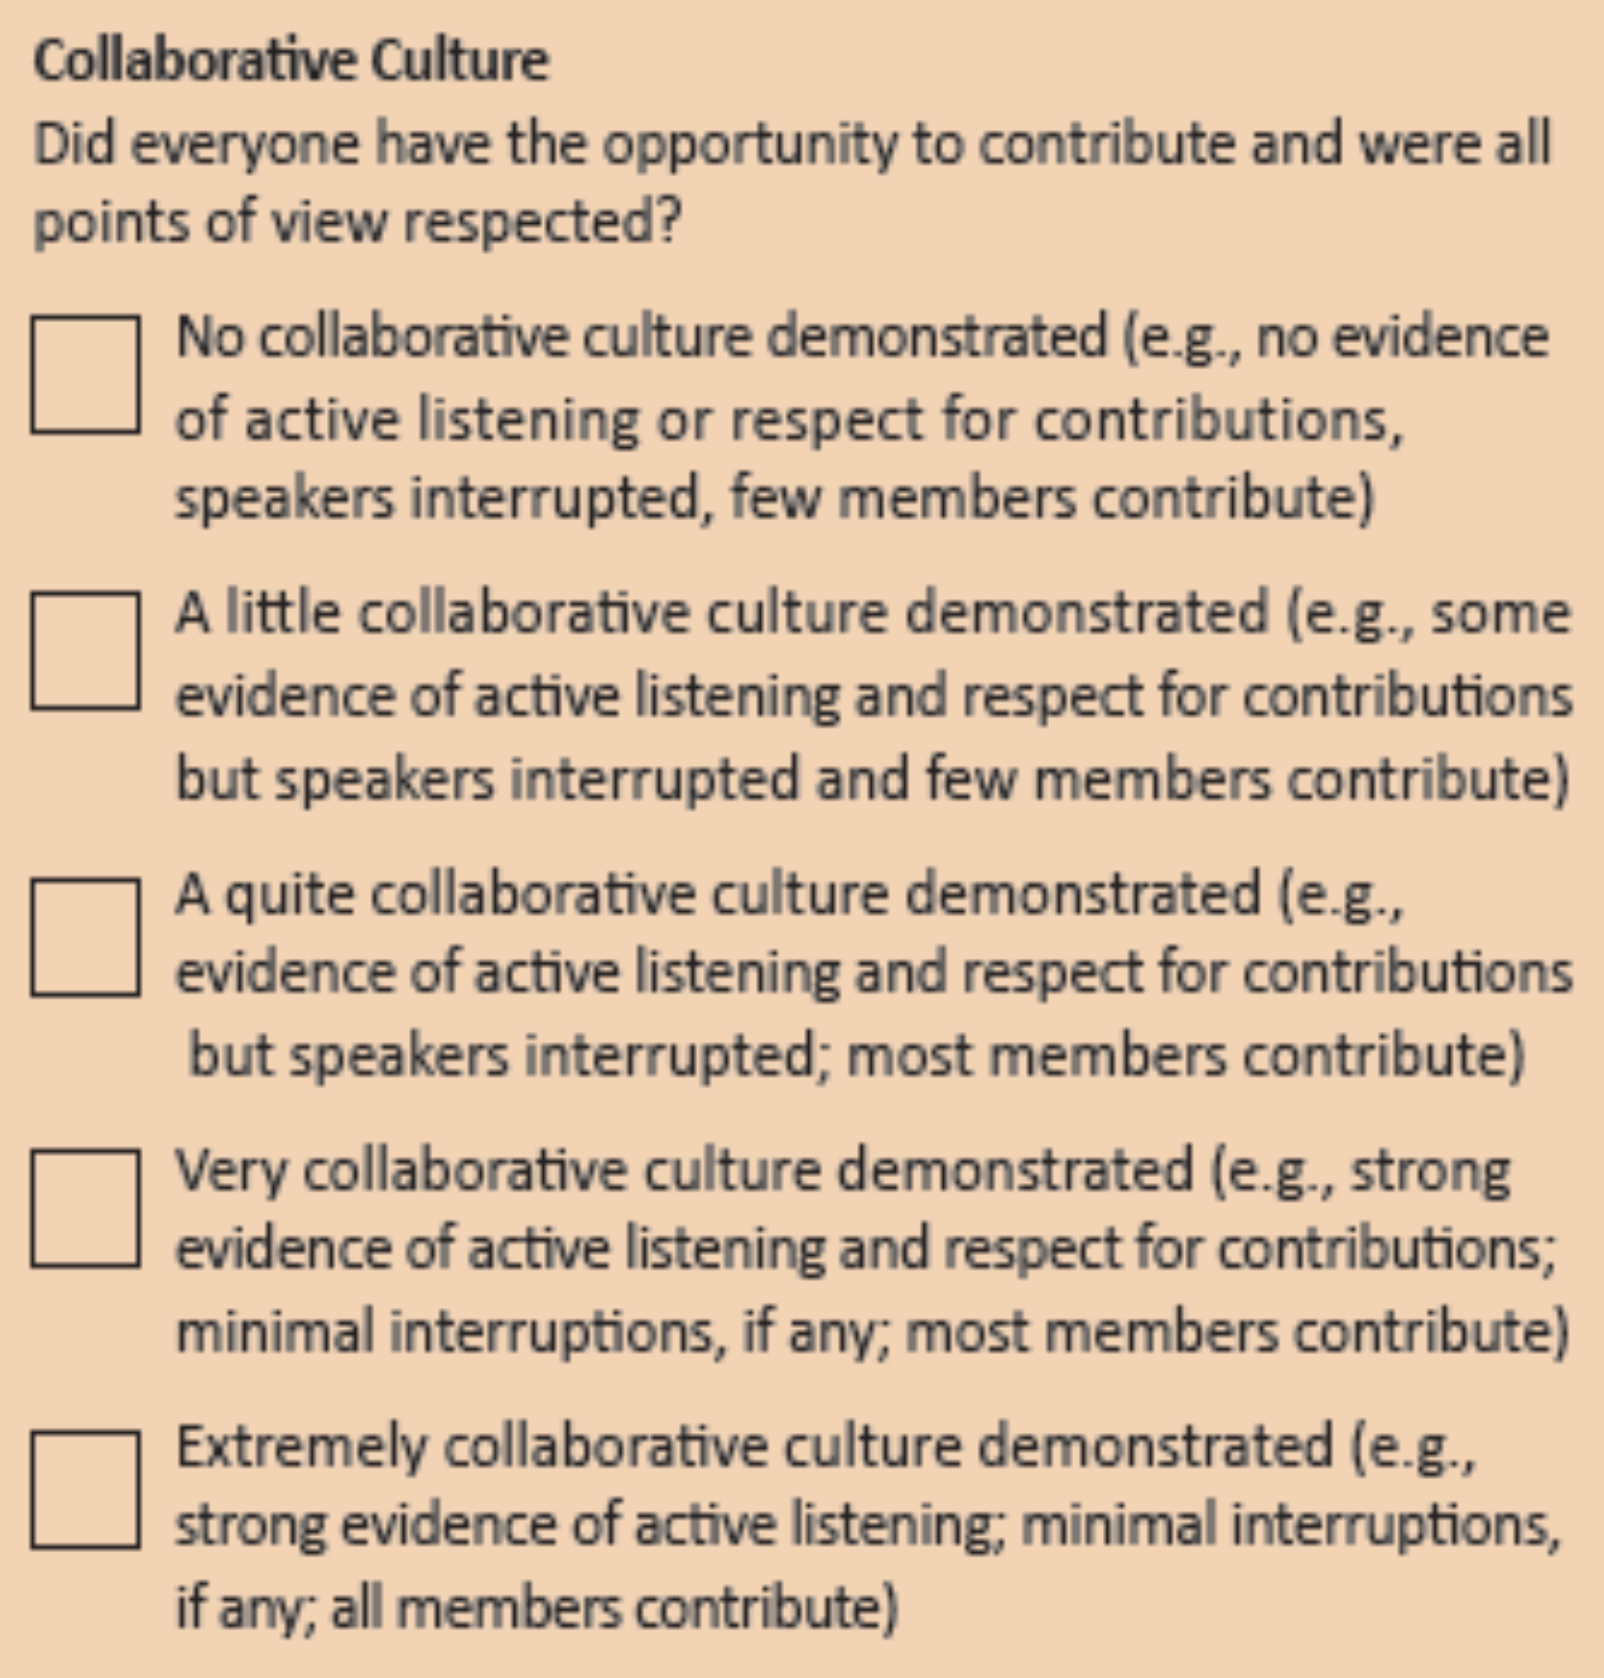 Collaborative Culture
Did everyone have the opportunity to contribute and were all
points of view respected?
No collaborative culture demonstrated (e.g., no evidence
of active listening or respect for contributions,
speakers interrupted, few members contribute)
A little collaborative culture demonstrated (e.g., some
evidence of active listening and respect for contributions
but speakers interrupted and few members contribute)
A quite collaborative culture demonstrated (e.g.,
evidence of active listening and respect for contributions
but speakers interrupted; most members contribute)
Very collaborative culture demonstrated (e.g., strong
evidence of active listening and respect for contributions;
minimal interruptions, if any; most members contribute)
Extremely collaborative culture demonstrated (e.g.,
strong evidence of active listening; minimal interruptions,
if any; all members contribute)